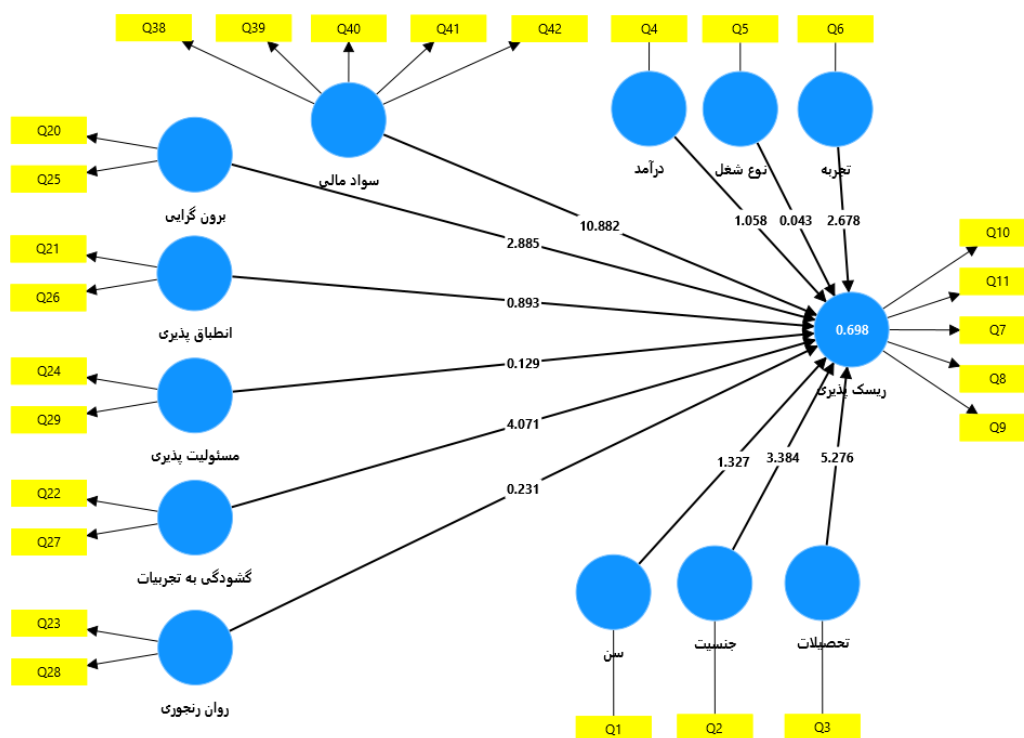 Q38
Q39
Q40
Q41
Q42
Q4
Q5
Q6
سواد مالی
درآمد
نوع شغل
تجربه
Q20
Q25
برون گرایی
Q21
Q26
انطباق پذیری
Q24
Q29
مسئولیت پذیری
Q22
Q27
گشودگی به تجربیات
Q23
Q28
روان رنجوری
10.882
2.885
0.893
0.129
4.071
0.231
1.058
0.043
2.678
0.698
ریسک پذیری
Q10
Q11
Q7
Q8
Q9
1.327
3.384
5.276
سن
جنسیت
تحصیلات
Q1
Q2
Q3